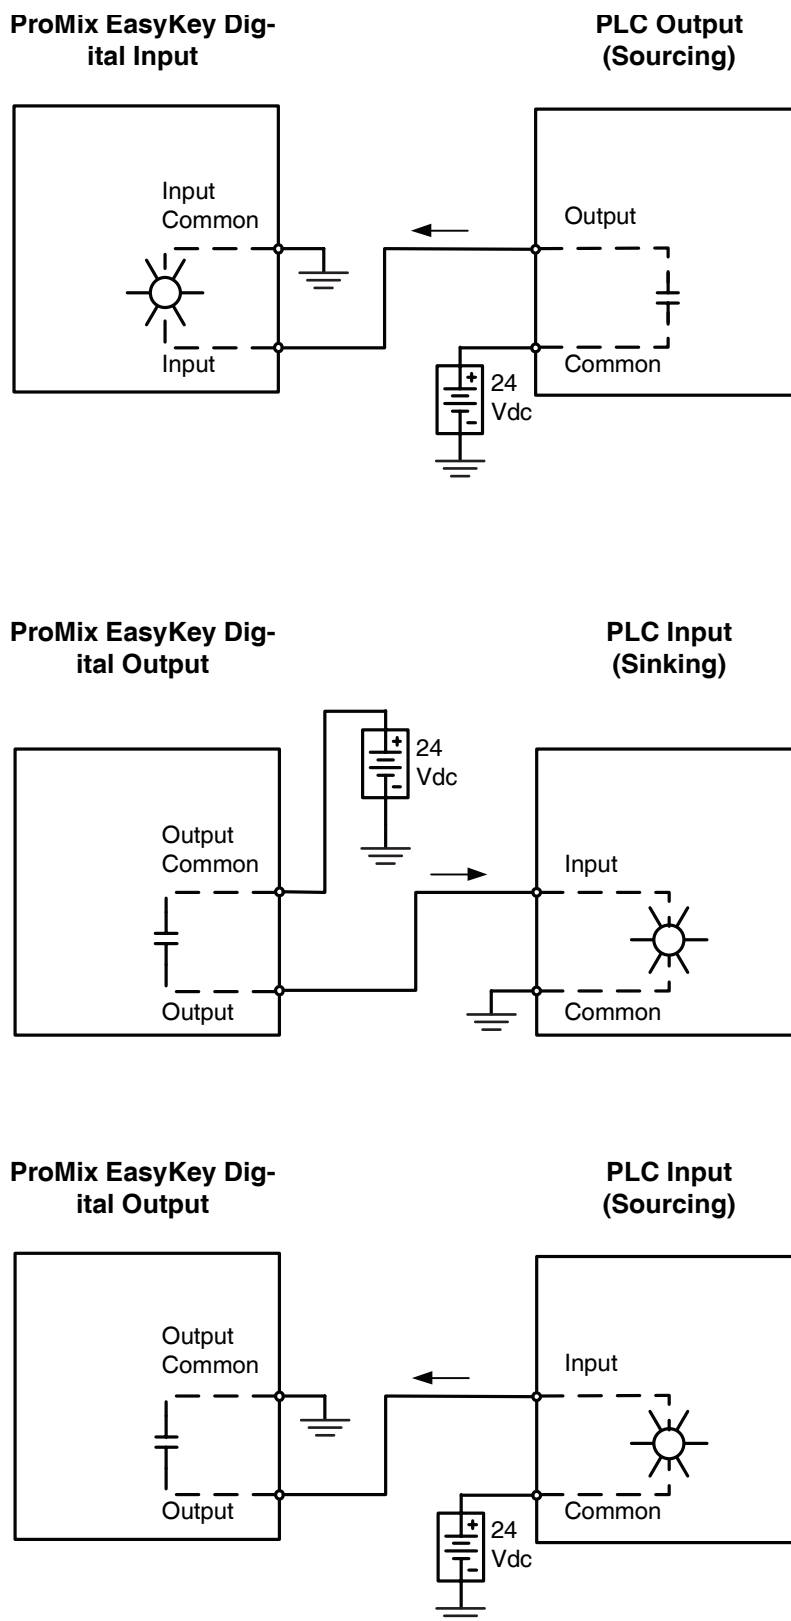 ProMix EasyKey Dig-
ital Input
PLC Output
(Sourcing)
Input
Common
Input
Output
Common
+
-
24
Vdc
ProMix EasyKey Dig-
ital Output
PLC Input
(Sinking)
+
-
24
Vdc
Output
Common
Output
Input
Common
ProMix EasyKey Dig-
ital Output
PLC Input
(Sourcing)
Output
Common
Output
Input
Common
+
-
24
Vdc